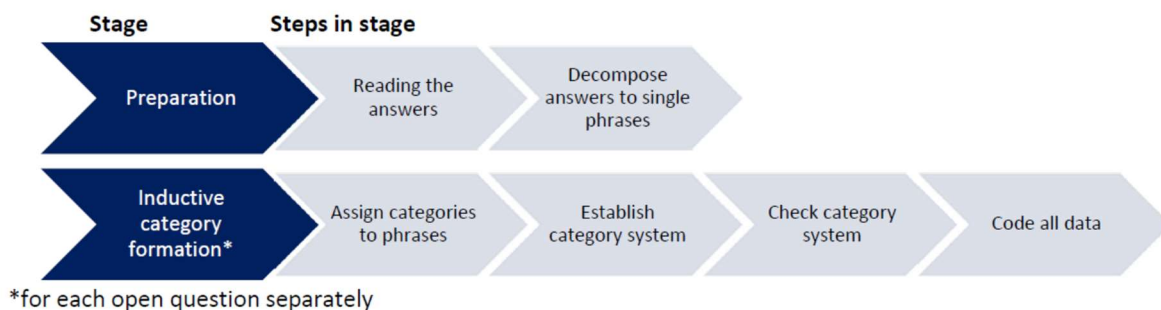 Stage
Steps in stage
Preparation
Reading the
answers
Decompose
answers to single
phrases
Inductive
category
formation*
Assign categories
to phrases
Establish
category system
Check category
system
Code all data
*for each open question separately